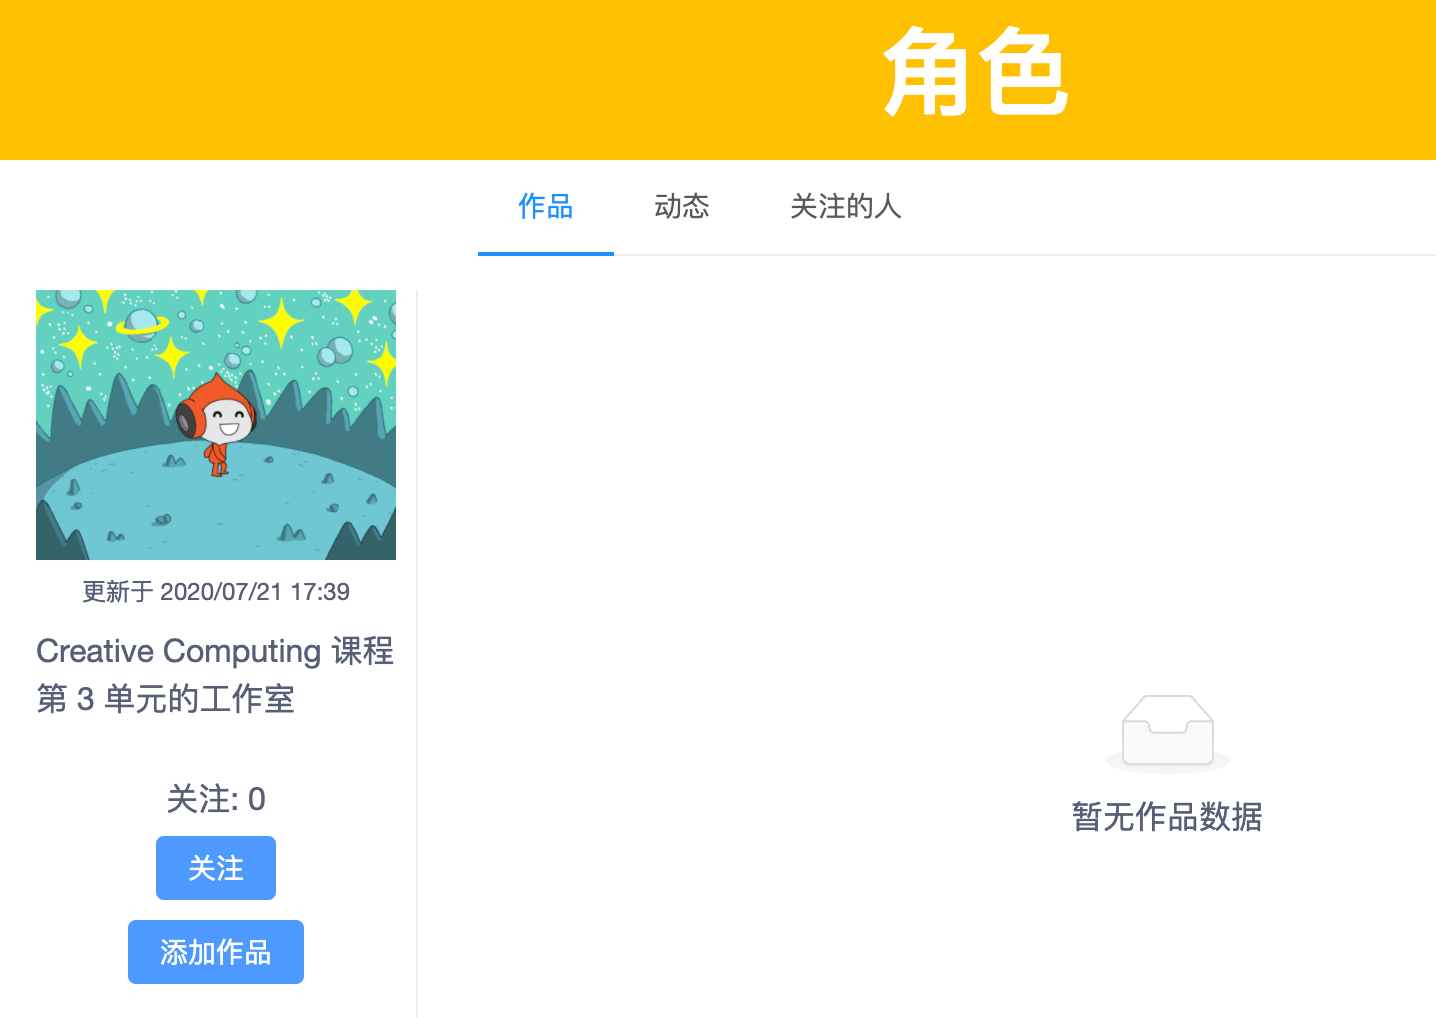 角色
作品
动态
关注的人
更新于 2020/07/21 17:39
Creative Computing 课程
第 3 单元的工作室
关注: 0
关注
添加作品
暂无作品数据